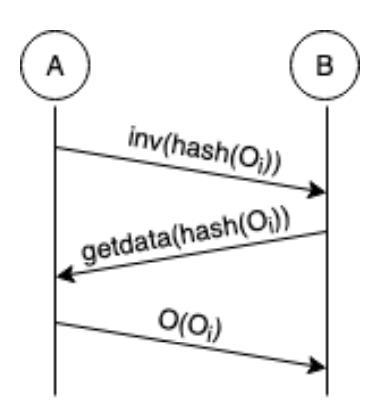 A
B
inv(hash(Oᵢ))
getdata(hash(Oᵢ))
O(Oᵢ)